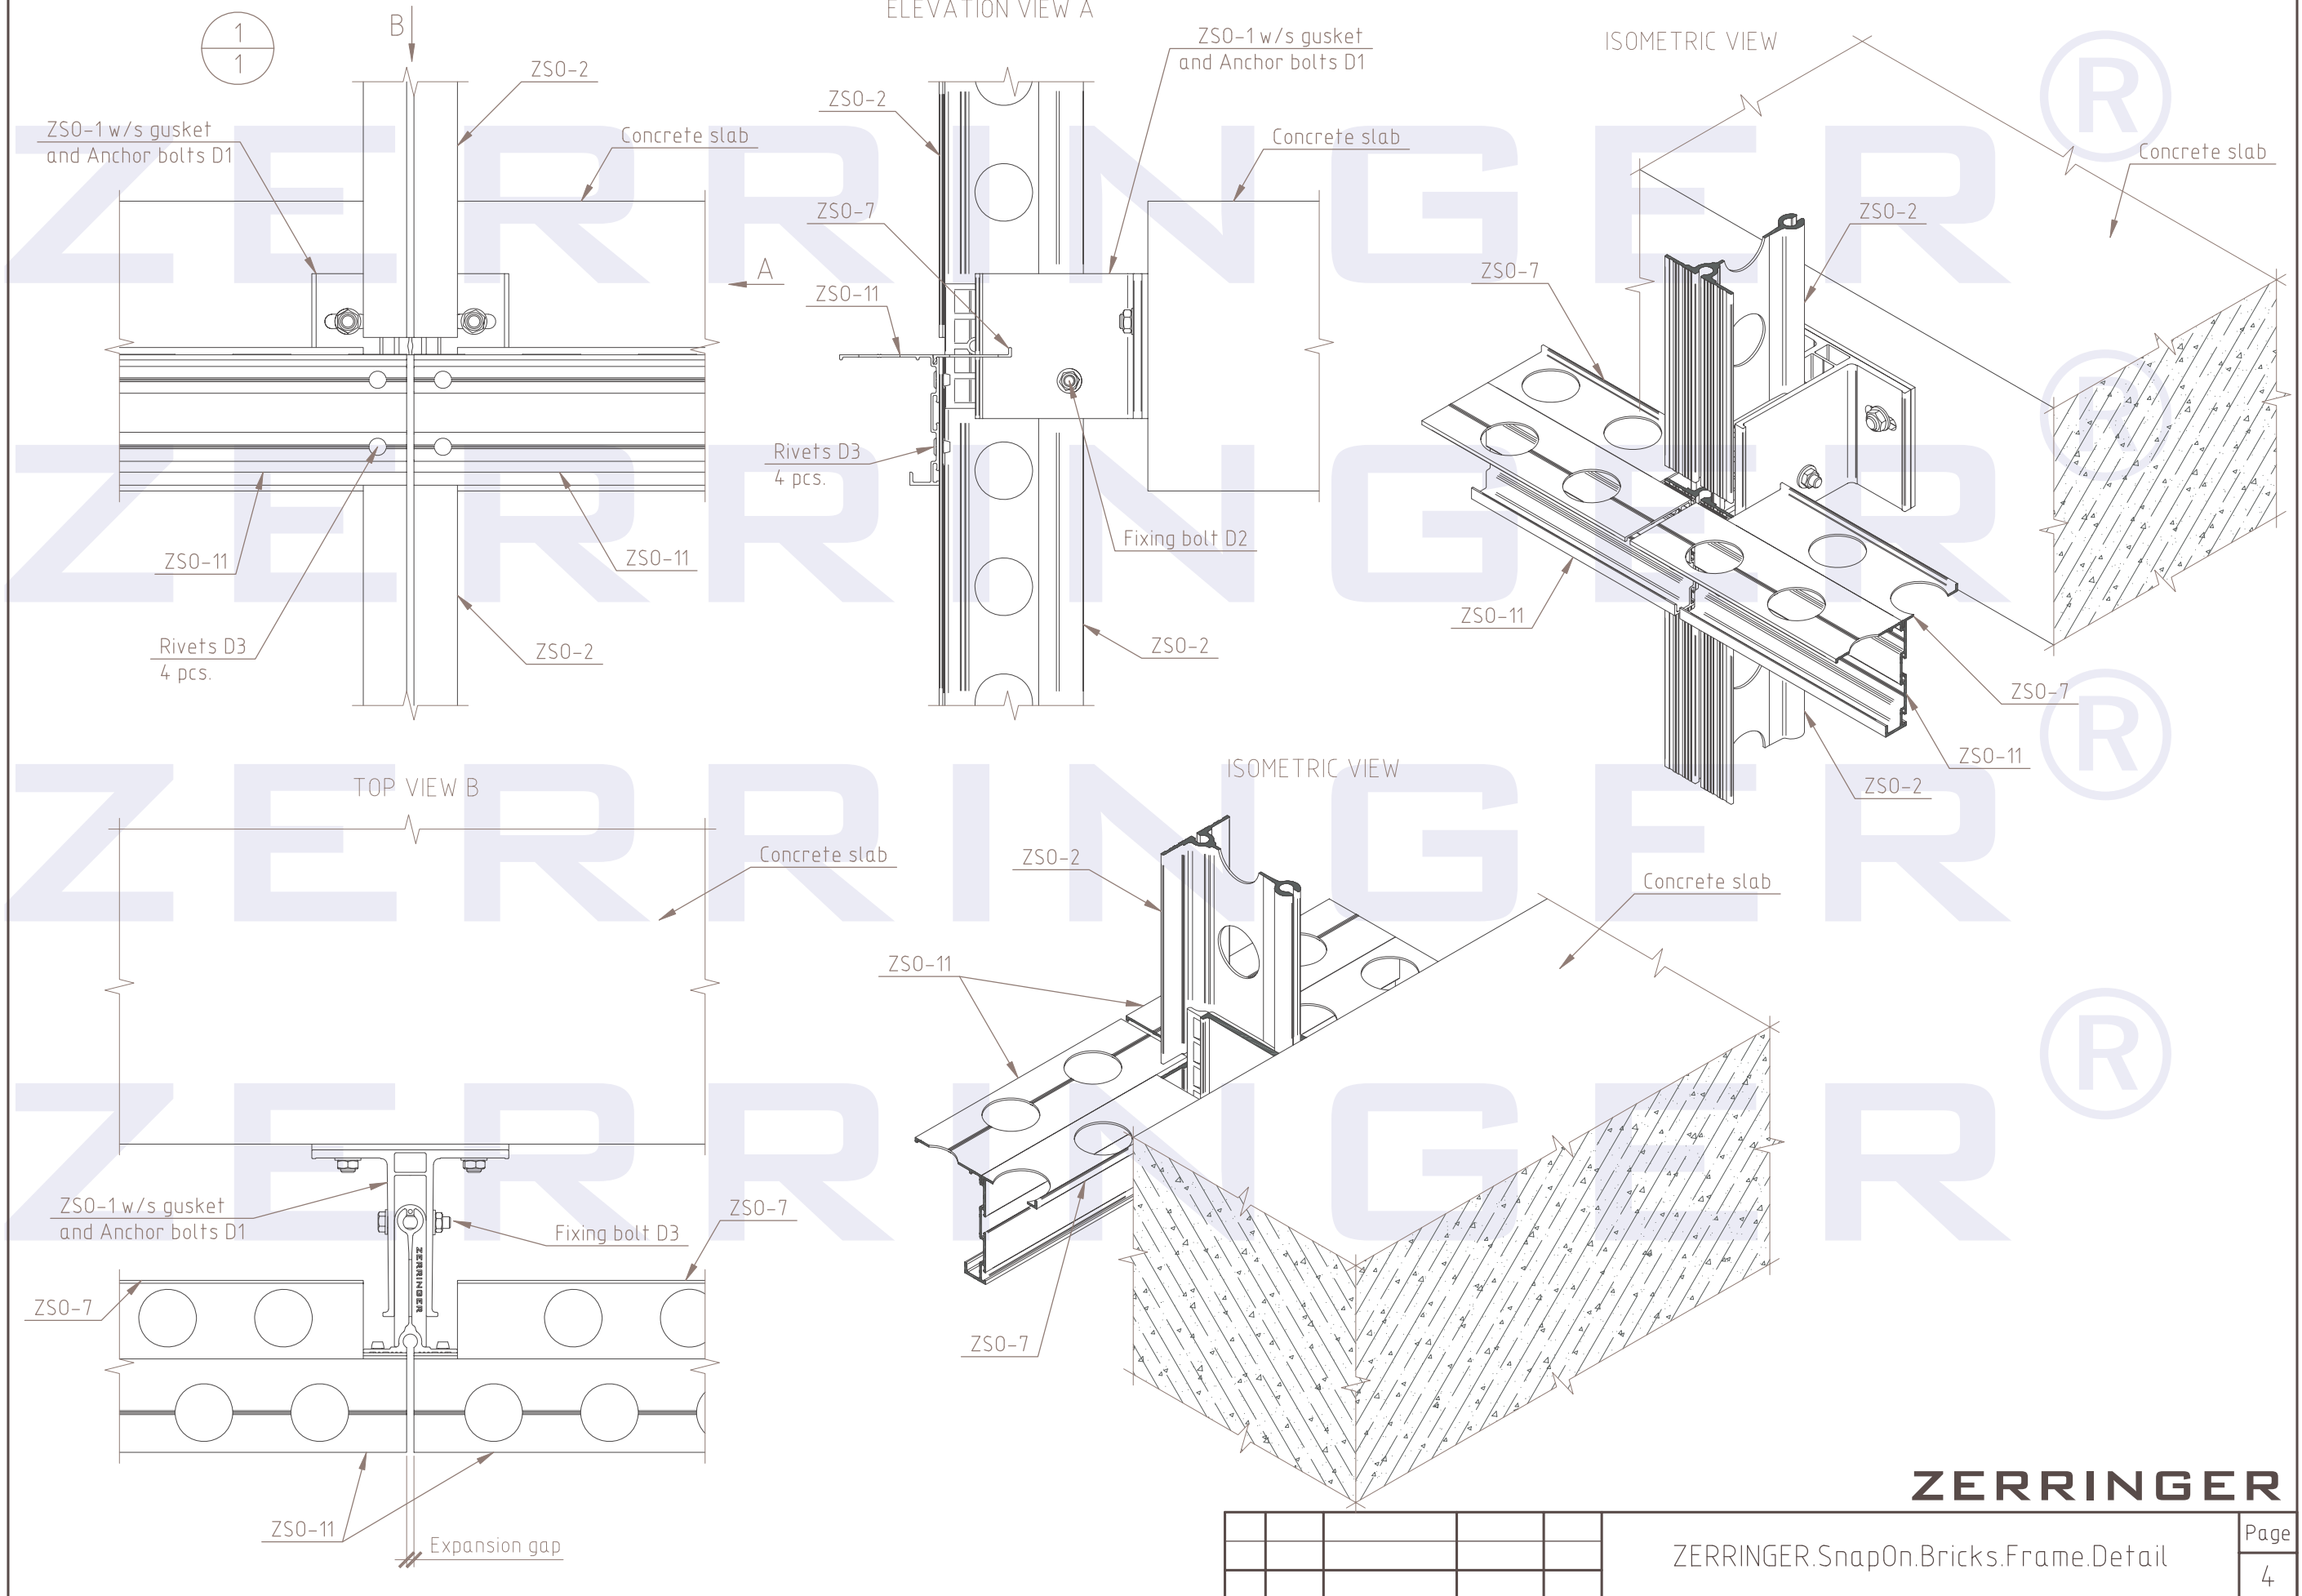 ELEVATION VIEW A
1
1
B
ZSO-2
ZSO-1 w/s gusket
and Anchor bolts D1
Concrete slab
A
ZSO-11
ZSO-11
Rivets D3
4 pcs.
ZSO-2
ZSO-1 w/s gusket
and Anchor bolts D1
ZSO-2
Concrete slab
ZSO-7
ZSO-11
Rivets D3
4 pcs.
Fixing bolt D2
ZSO-2
ISOMETRIC VIEW
Concrete slab
ZSO-2
ZSO-7
ZSO-11
ZSO-7
ZSO-11
ZSO-2
TOP VIEW B
Concrete slab
ZSO-1 w/s gusket
and Anchor bolts D1
ZSO-7
Fixing bolt D3
ZERRINGER
ZSO-7
ZSO-11
Expansion gap
ISOMETRIC VIEW
ZSO-2
Concrete slab
ZSO-11
ZSO-7
ZERRINGER ®
ZERRINGER ®
ZERRINGER ®
ZERRINGER ®
ZERRINGER
ZERRINGER.SnapOn.Bricks.Frame.Detail
Page
4